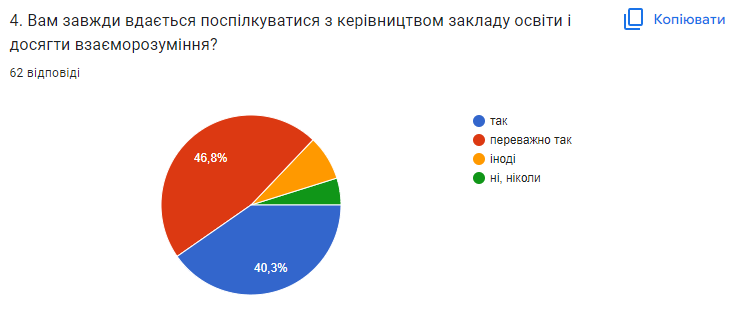 4. Вам завжди вдається поспілкуватися з керівництвом закладу освіти і
досягти взаєморозуміння?
Копіювати
62 відповіді
так
переважно так
іноді
ні, ніколи
46,8%
40,3%